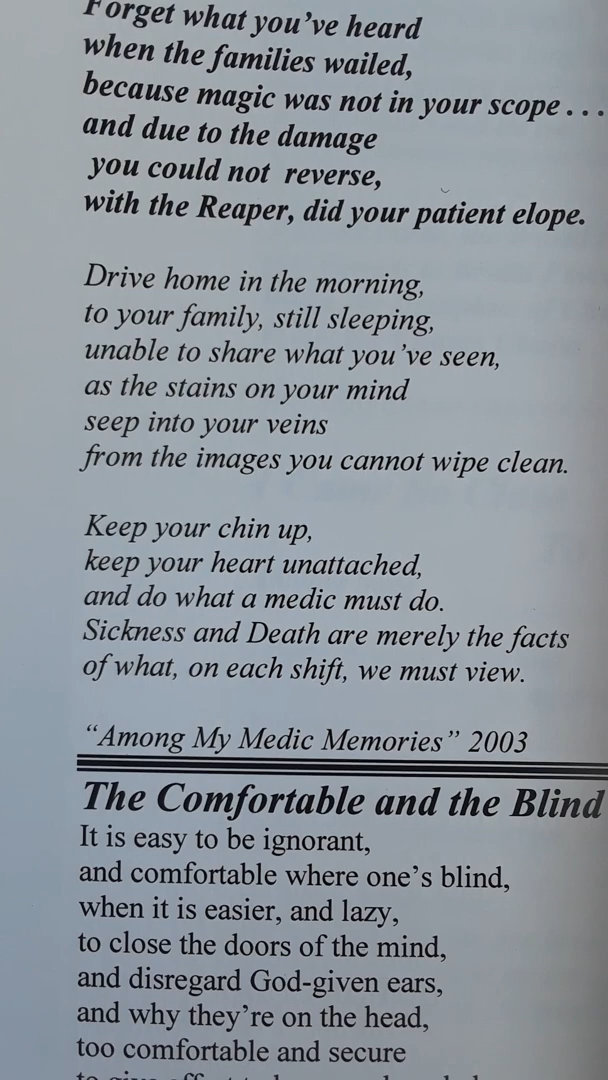 Forget what you've heard
when the families wailed,
because magic was not in your scope . . .
and due to the damage
you could not reverse,
with the Reaper, did your patient elope.
Drive home in the morning,
to your family, still sleeping,
unable to share what you've seen,
as the stains on your mind
seep into your veins
from the images you cannot wipe clean.
Keep your chin up,
keep your heart unattached,
and do what a medic must do.
Sickness and Death are merely the facts
of what, on each shift, we must view.
“Among My Medic Memories” 2003
The Comfortable and the Blind
It is easy to be ignorant,
and comfortable where one's blind,
when it is easier, and lazy,
to close the doors of the mind,
and disregard God-given ears,
and why they're on the head,
too comfortable and secure